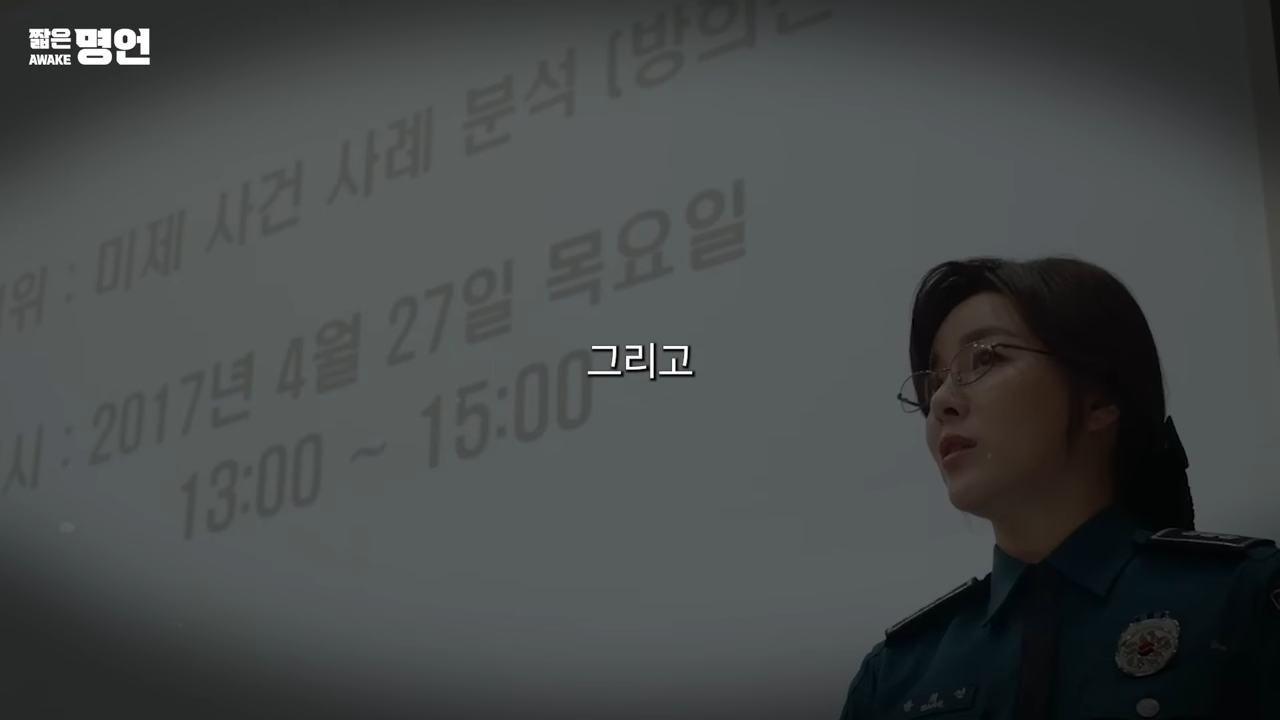 짧은 명언
AWAKE
위 : 미제 사건 사례 분석 (방화
시 : 2017년 4월 27일 목요일
13:00 ~ 15:00
그리고